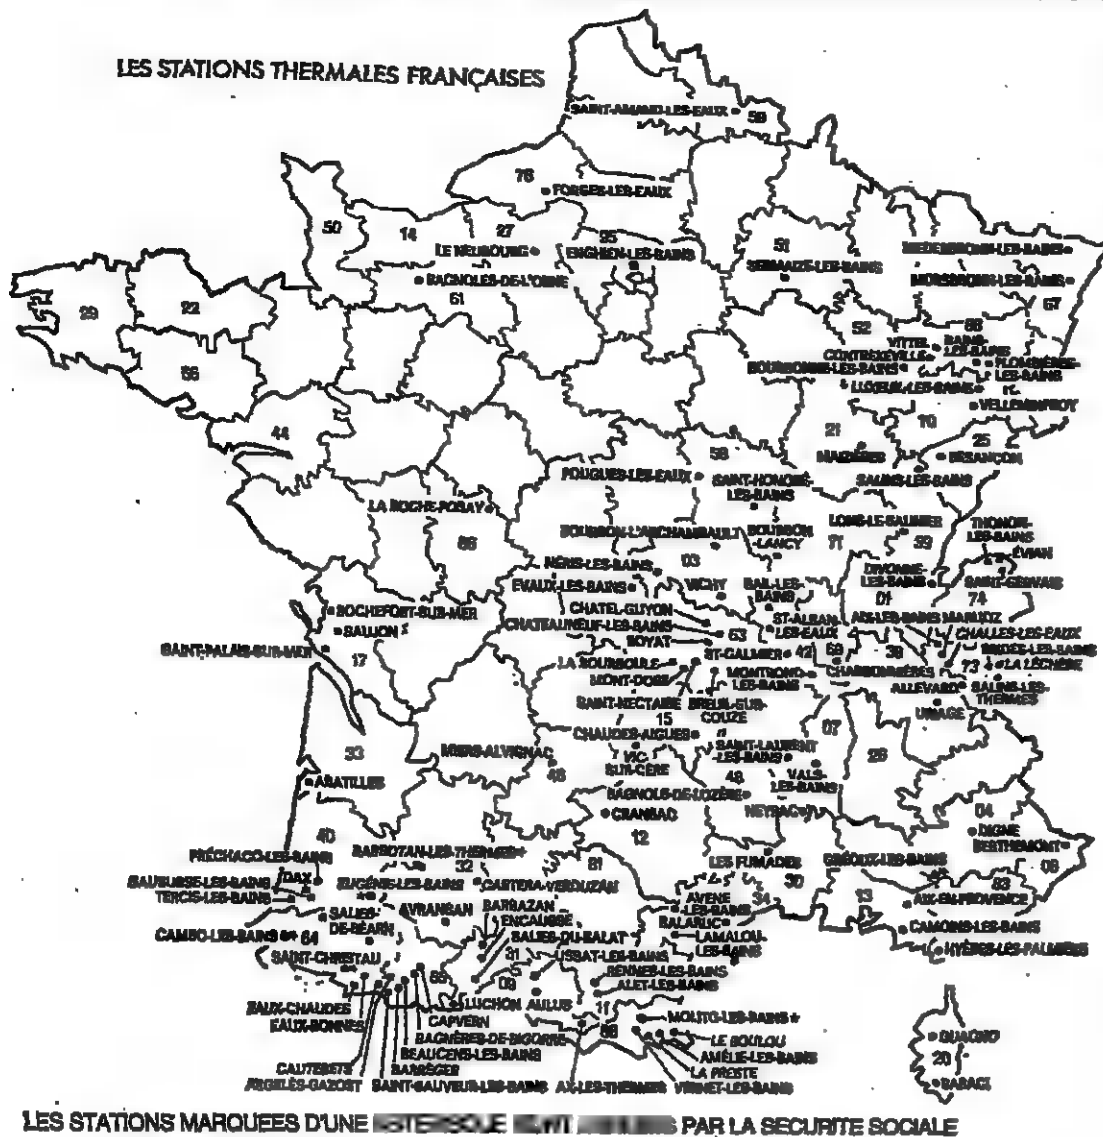 LES STATIONS THERMALES FRANÇAISES
SAINT-AMAND-LES-EAUX
59
76
FORGES-LES-EAUX
50
14
27
95
51
LE NEUBOURG
ENGHIEN-LES-BAINS
SERMAIZE-LES-BAINS
NIEDERBRONN-LES-BAINS
BAGNOLES-DE-L'ORNE
MORSBRONN-LES-BAINS
61
67
29
22
52
88
VITTEL
BAINS-LES-BAINS
CONTREXÉVILLE
BOURBONNE-LES-BAINS
PLOMBIÈRES-LES-BAINS
56
LUXEUIL-LES-BAINS
VELLEMINFROY
70
44
21
25
MAIZIÈRES
BESANÇON
58
POUGUES-LES-EAUX
SAINT-HONORÉ-LES-BAINS
SALINS-LES-BAINS
LA ROCHE-POSAY
LONS-LE-SAUNIER
THONON-LES-BAINS
BOURBON-L'ARCHAMBAULT
BOURBON-LANCY
71
39
86
03
ÉVIAN
NÉRIS-LES-BAINS
DIVONNE-LES-BAINS
SAINT-GERVAIS
EVAUX-LES-BAINS
VICHY
SAIL-LES-BAINS
01
74
ROCHEFORT-SUR-MER
CHATEL-GUYON
ST-ALBAN-LES-EAUX
AIX-LES-BAINS MARLIOZ
CHATEAUNEUF-LES-BAINS
63
CHALLES-LES-EAUX
SAUJON
ROYAT
ST-GALMIER
42
69
38
BRIDES-LES-BAINS
SAINT-PALAIS-SUR-MER
17
LA BOURBOULE
MONT-DORE
MONTROND-LES-BAINS
CHARBONNIÈRES
73
LA LÉCHÈRE
ALLEVARD
SALINS-LES-THERMES
SAINT-NECTAIRE
BREUIL-SUR-COUZE
URIAGE
15
07
CHAUDES-AIGUES
33
MIERS-ALVIGNAC
VIC-SUR-CÈRE
SAINT-LAURENT-LES-BAINS
26
46
48
VALS-LES-BAINS
ABATILLES
BAGNOLS-DE-LOZÈRE
NEYRAC
04
CRANSAC
40
12
DIGNE
BERTHEMONT
PRÉCHACQ-LES-BAINS
BARBOTAN-LES-THERMES
LES FUMADES
GRÉOUX-LES-BAINS
06
DAX
32
81
30
83
SAUBUSSE-LES-BAINS
EUGÉNIE-LES-BAINS
CASTERA-VERDUZAN
TERCIS-LES-BAINS
AVENE-LES-BAINS
34
13
AIX-EN-PROVENCE
SALIES-DE-BÉARN
BARBAZAN
ENCAUSSE
BALARUC
CAMOINS-LES-BAINS
CAMBO-LES-BAINS
64
SALIES-DU-SALAT
LAMALOU-LES-BAINS
HYÈRES-LES-PALMIERS
SAINT-CHRISTAU
31
USSAT-LES-BAINS
65
RENNES-LES-BAINS
09
ALET-LES-BAINS
EAUX-CHAUDES
LUCHON
AULUS
11
EAUX-BONNES
CAPVERN
66
MOLITG-LES-BAINS *
BAGNÈRES-DE-BIGORRE
LE BOULOU
GUAGNO
BEAUCENS-LES-BAINS
AMÉLIE-LES-BAINS
20
CAUTERETS
BARÈGES
LA PRESTE
BARACI
ARGELÈS-GAZOST
SAINT-SAUVEUR-LES-BAINS
AX-LES-THERMES
VERNET-LES-BAINS
LES STATIONS MARQUEES D'UNE PAR LA SECURITE SOCIALE